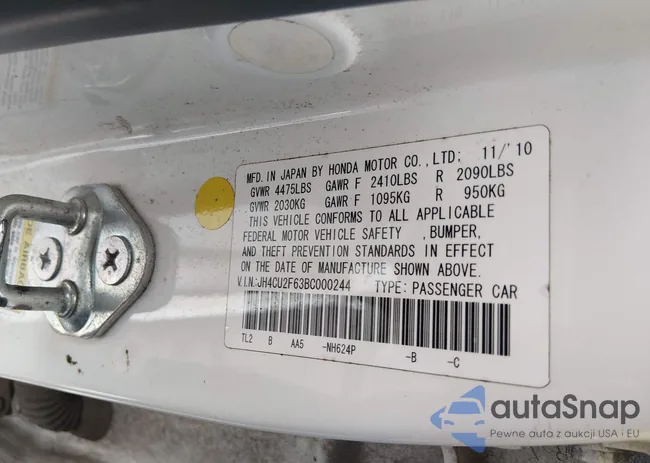 MFD. IN JAPAN BY HONDA MOTOR CO.,LTD: 11/'10
GVWR 4475LBS GAWR F 2410LBS R 2090LBS
GVWR 2030KG GAWR F 1095KG R 950KG
THIS VEHICLE CONFORMS TO ALL APPLICABLE
FEDERAL MOTOR VEHICLE SAFETY , BUMPER,
AND THEFT PREVENTION STANDARDS IN EFFECT
ON THE DATE OF MANUFACTURE SHOWN ABOVE.
V.I.N:JH4CU2F63BC000244 TYPE: PASSENGER CAR
TL2 B AA5 -NH624P -B -C
autaSnap
Pewne auta z aukcji USA i EU